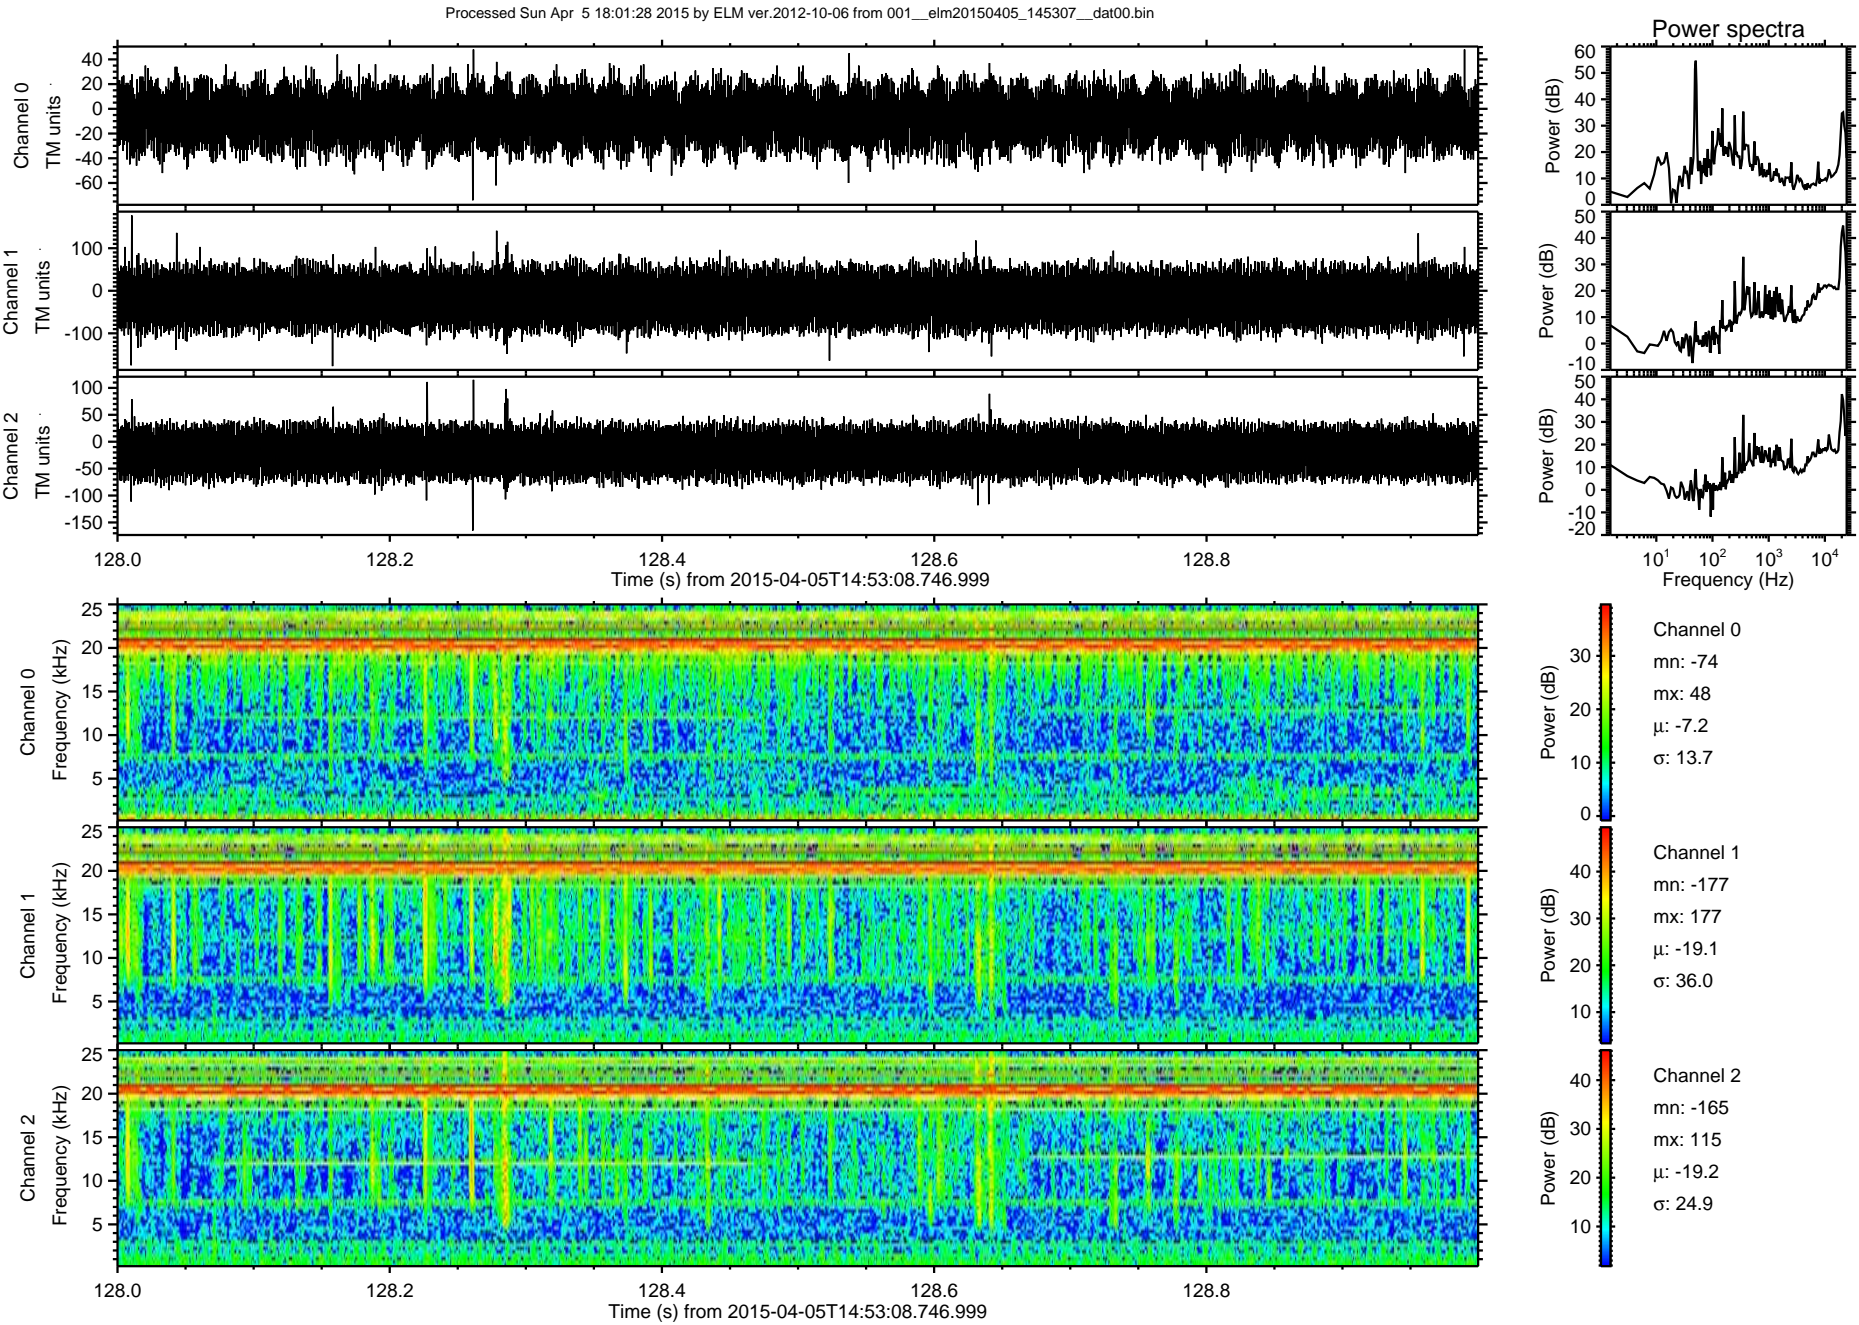 Processed Sun Apr  5 18:01:28 2015 by ELM ver.2012-10-06 from 001__elm20150405_145307__dat00.bin
Power spectra
Channel 0
TM units
40
20
0
-20
-40
-60
Power (dB)
60
50
40
30
20
10
0
Channel 1
TM units
100
0
-100
Power (dB)
50
40
30
20
10
0
-10
Channel 2
TM units
100
50
0
-50
-100
-150
Power (dB)
50
40
30
20
10
0
-10
-20
128.0
128.2
128.4
128.6
128.8
Time (s) from 2015-04-05T14:53:08.746.999
10^1
10^2
10^3
10^4
Frequency (Hz)
Channel 0
Frequency (kHz)
25
20
15
10
5
Power (dB)
30
20
10
0
Channel 0
mn: -74
mx: 48
μ: -7.2
σ: 13.7
Channel 1
Frequency (kHz)
25
20
15
10
5
Power (dB)
40
30
20
10
Channel 1
mn: -177
mx: 177
μ: -19.1
σ: 36.0
Channel 2
Frequency (kHz)
25
20
15
10
5
Power (dB)
40
30
20
10
Channel 2
mn: -165
mx: 115
μ: -19.2
σ: 24.9
128.0
128.2
128.4
128.6
128.8
Time (s) from 2015-04-05T14:53:08.746.999